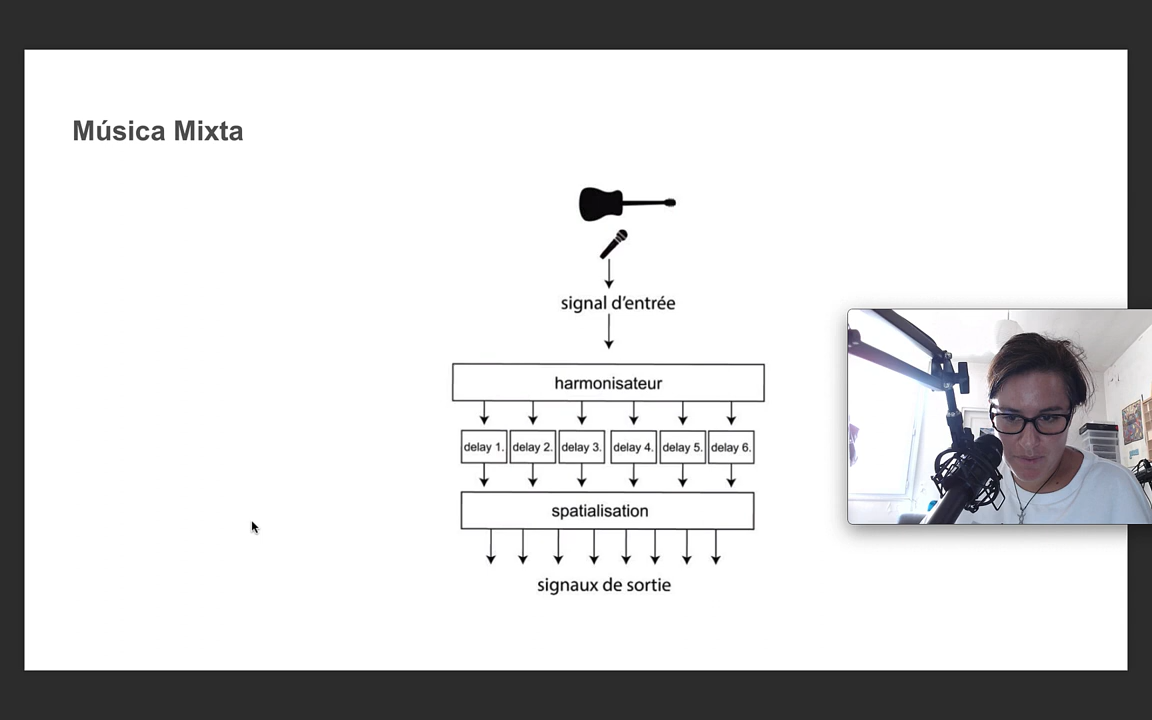 Música Mixta
signal d'entrée
harmonisateur
delay 1. delay 2. delay 3. delay 4. delay 5. delay 6.
spatialisation
signaux de sortie